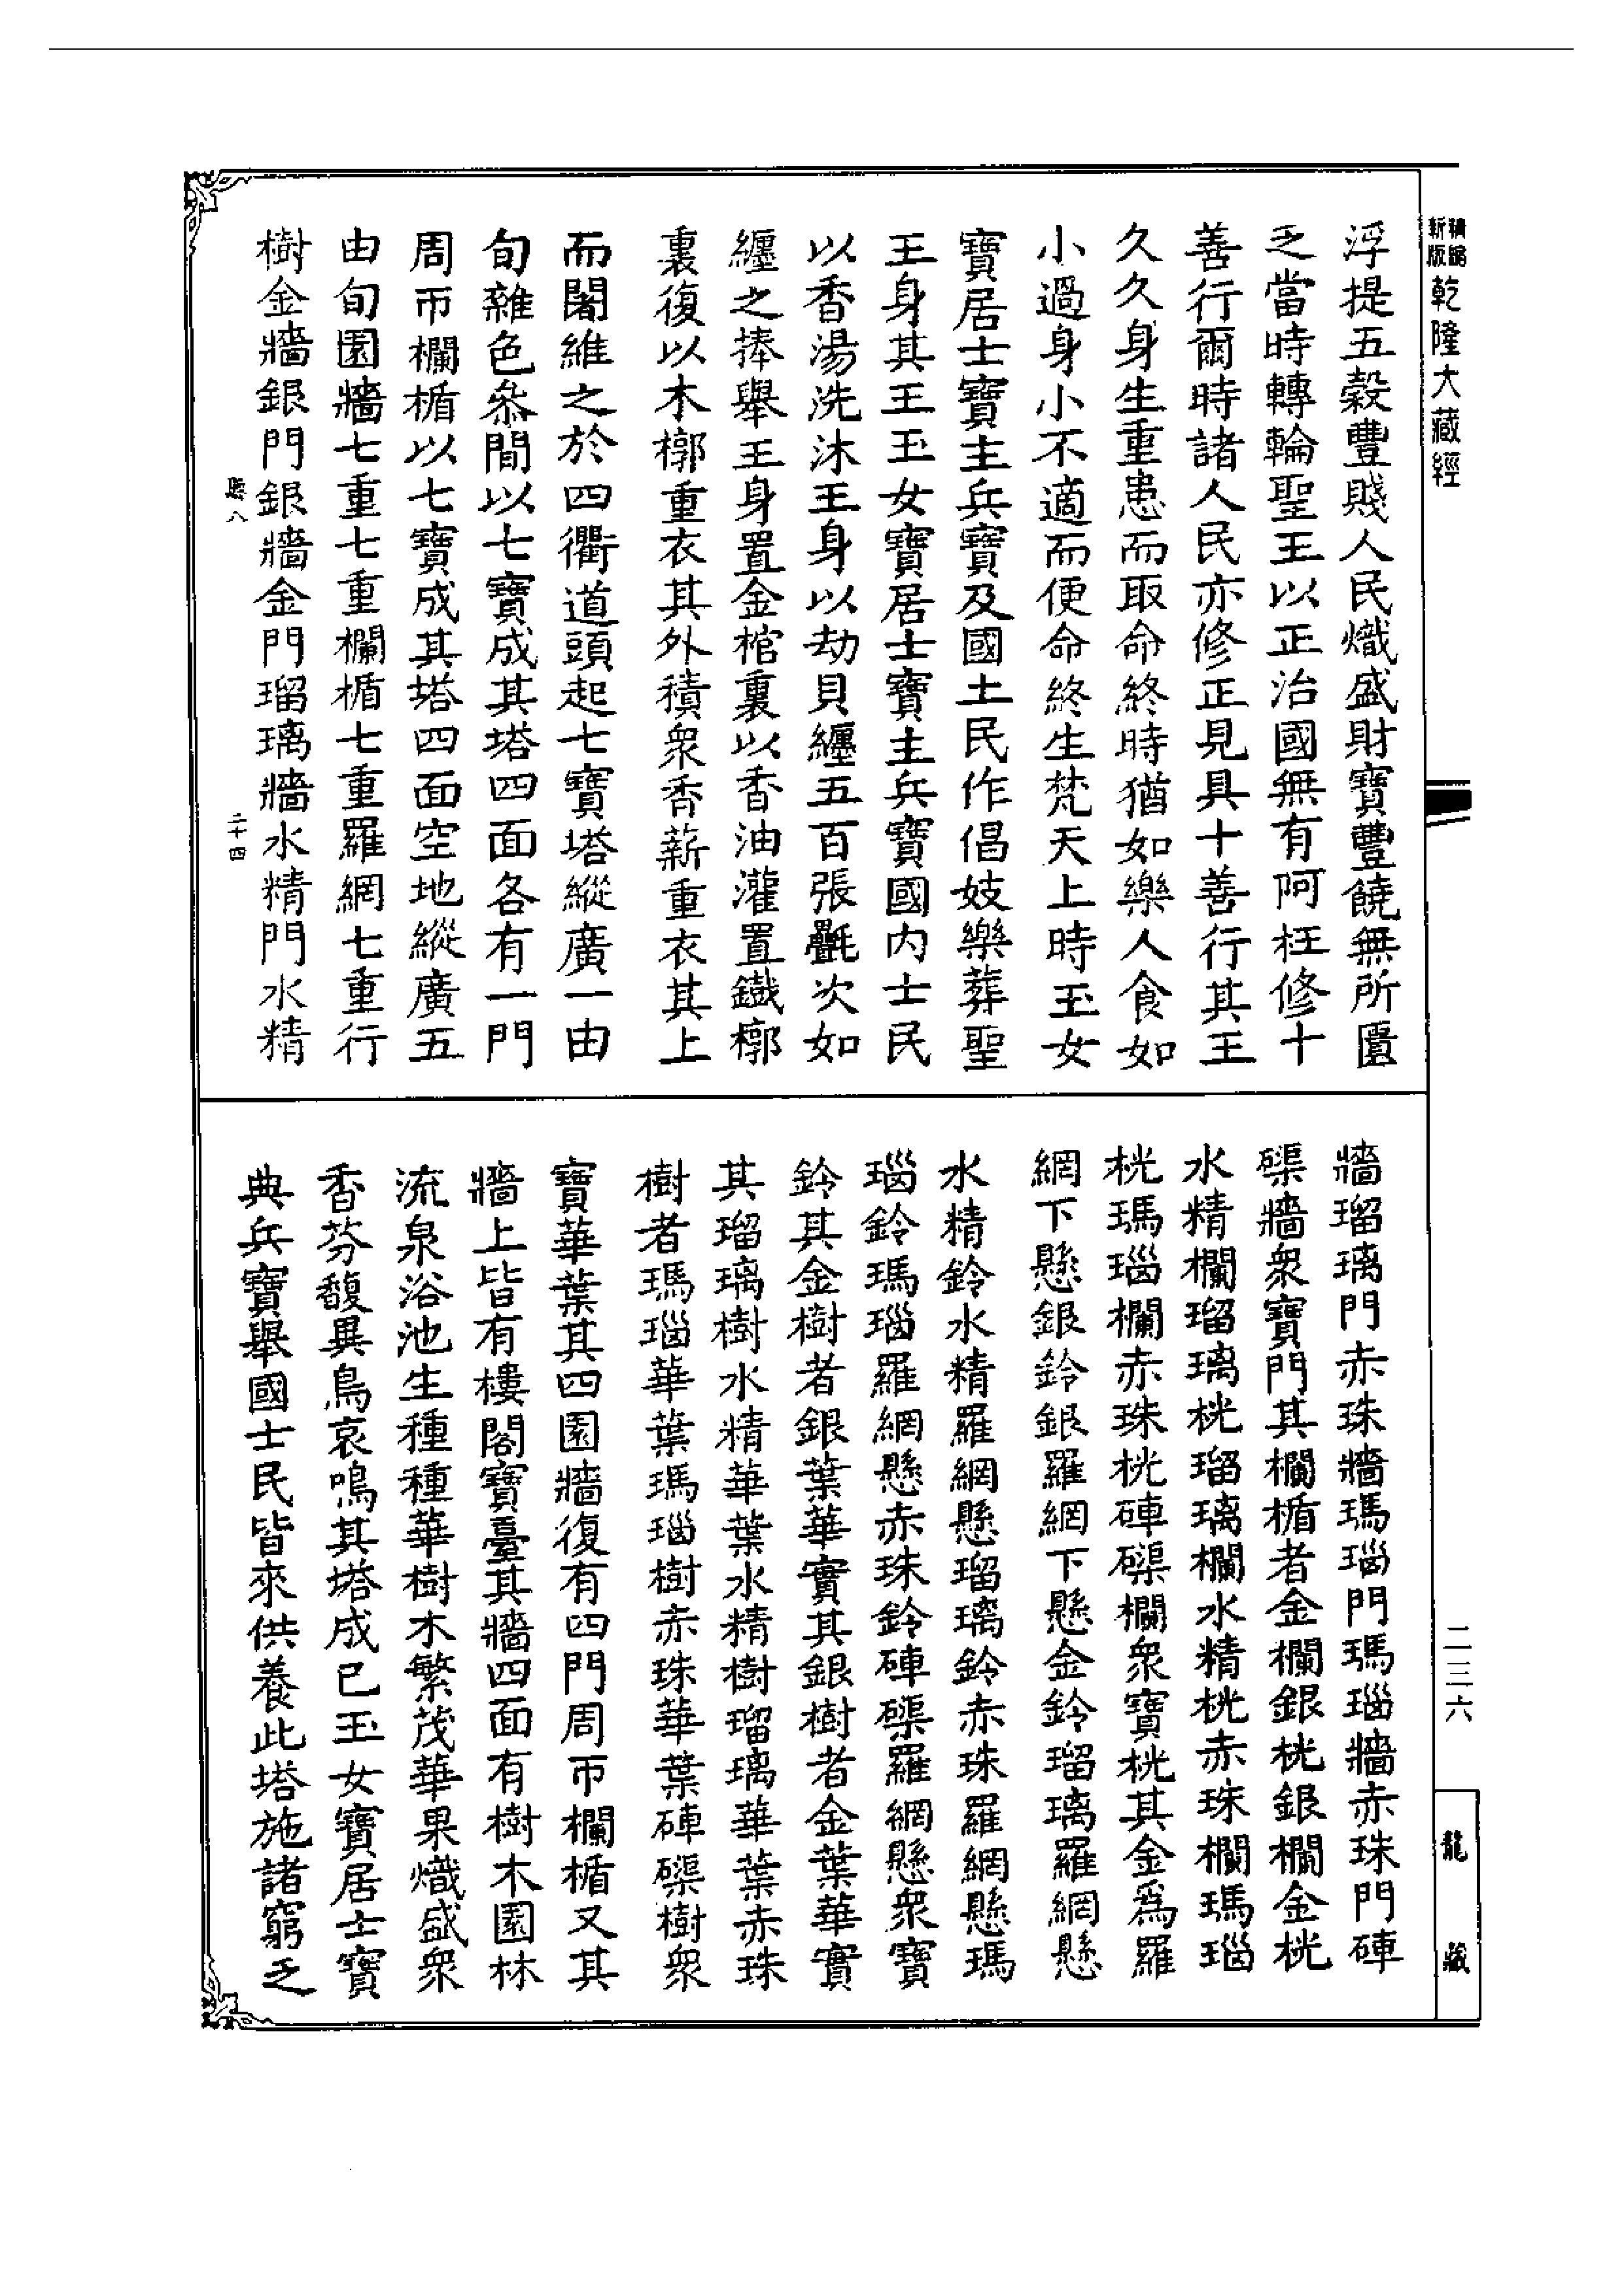 新版
精縮
乾隆大藏經
浮提五穀豐賤人民熾盛財寶豐饒無所匱
乏當時轉輪聖王以正治國無有阿枉修十
善行爾時諸人民亦修正見具十善行其王
久久身生重患而取命終時猶如樂人食如
小過身小不適而便命終生梵天上時玉女
寶居士寶主兵寶及國土民作倡妓樂葬聖
王身其王玉女寶居士寶主兵寶國內士民
以香湯洗沐王身以劫貝纏五百張㲲次如
纏之捧舉王身置金棺裏以香油灌置鐵槨
裏復以木槨重衣其外積眾香薪重衣其上
而闍維之於四衢道頭起七寶塔縱廣一由
旬雜色參間以七寶成其塔四面各有一門
周帀欄楯以七寶成其塔四面空地縱廣五
由旬園牆七重七重欄楯七重羅網七重行
樹金牆銀門銀牆金門瑠璃牆水精門水精
二十四
牆瑠璃門赤珠牆瑪瑙門瑪瑙牆赤珠門硨
磲牆眾寶門其欄楯者金欄銀桄銀欄金桄
水精欄瑠璃桄瑠璃欄水精桄赤珠欄瑪瑙
桄瑪瑙欄赤珠桄硨磲欄眾寶桄其金為羅
網下懸銀鈴銀羅網下懸金鈴瑠璃羅網懸
水精鈴水精羅網懸瑠璃鈴赤珠羅網懸瑪
瑙鈴瑪瑙羅網懸赤珠鈴硨磲羅網懸眾寶
鈴其金樹者銀葉華實其銀樹者金葉華實
其瑠璃樹水精華葉水精樹瑠璃華葉赤珠
樹者瑪瑙華葉瑪瑙樹赤珠華葉硨磲樹眾
寶華葉其四園牆復有四門周帀欄楯又其
牆上皆有樓閣寶臺其牆四面有樹木園林
流泉浴池生種種華樹木繁茂華果熾盛眾
香芬馥異鳥哀鳴其塔成已玉女寶居士寶
典兵寶舉國士民皆來供養此塔施諸窮乏
二三六
龍藏